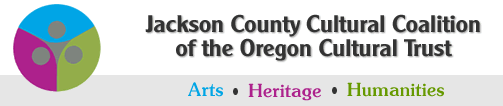 Jackson County Cultural Coalition
of the Oregon Cultural Trust
Arts • Heritage • Humanities